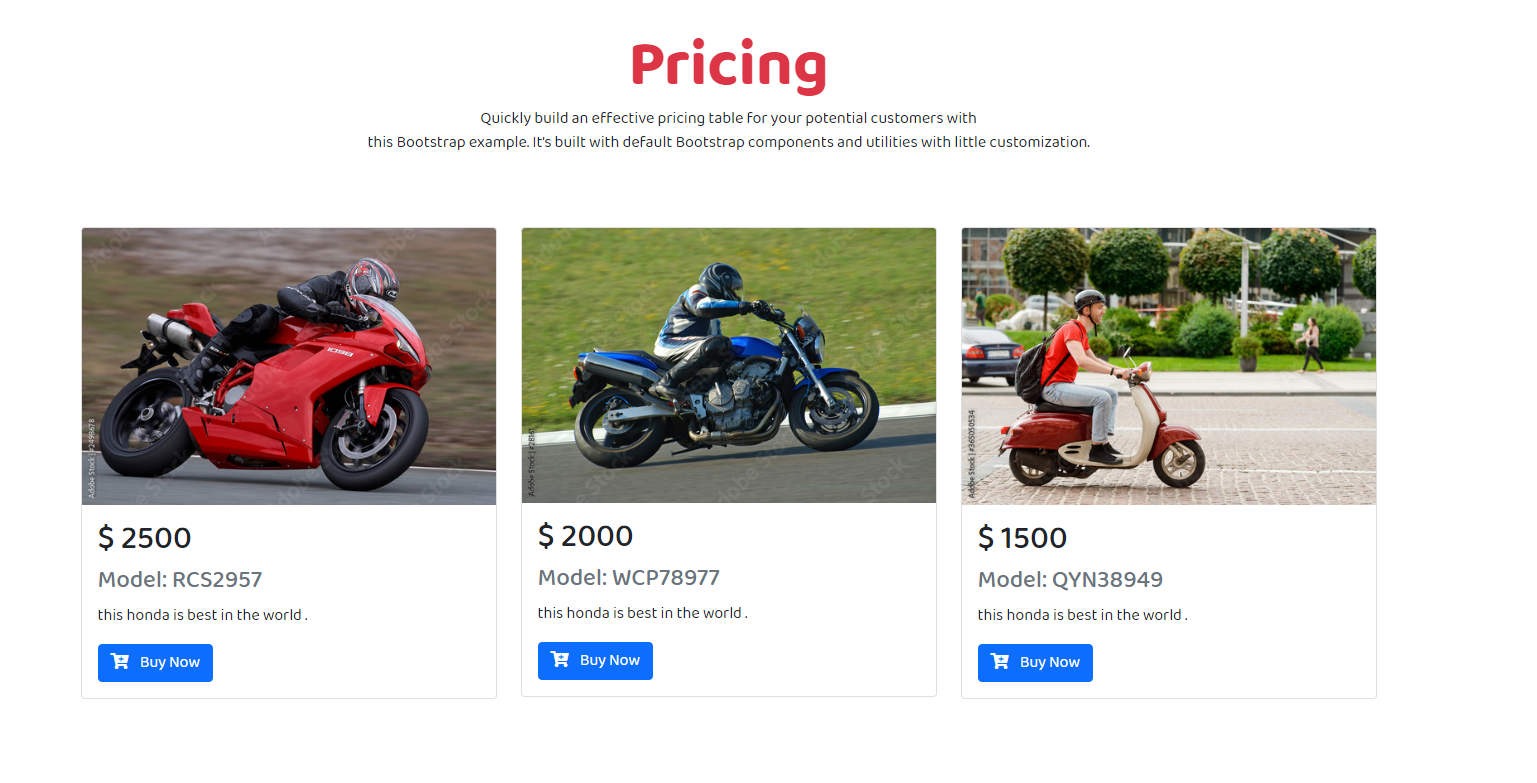 Pricing
Quickly build an effective pricing table for your potential customers with
this Bootstrap example. It's built with default Bootstrap components and utilities with little customization.
1098
Adobe Stock | #2498678
$ 2500
Model: RCS2957
this honda is best in the world .
Buy Now
Adobe Stock
$ 2000
Model: WCP78977
this honda is best in the world .
Buy Now
Adobe Stock | #365050534
$ 1500
Model: QYN38949
this honda is best in the world .
Buy Now